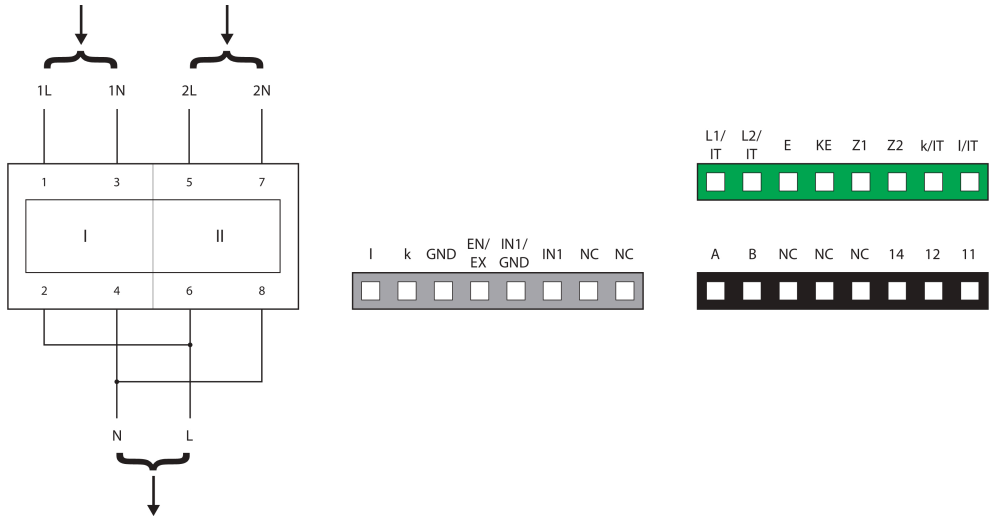 1L 1N 2L 2N
1 3 5 7
I II
2 4 6 8
N L
l k GND EN/EX IN1/GND IN1 NC NC
L1/IT L2/IT E KE Z1 Z2 k/IT l/IT
A B NC NC NC 14 12 11